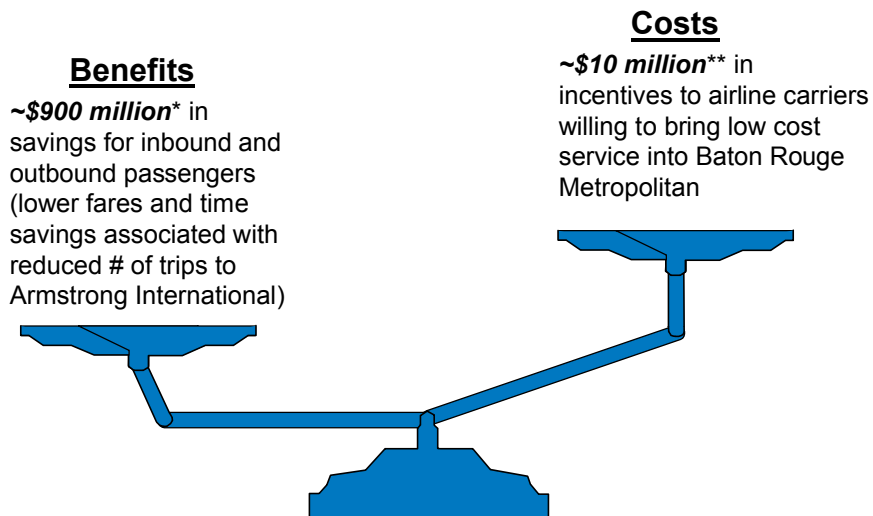 Benefits
~$900 million* in
savings for inbound and
outbound passengers
(lower fares and time
savings associated with
reduced # of trips to
Armstrong International)
Costs
~$10 million** in
incentives to airline carriers
willing to bring low cost
service into Baton Rouge
Metropolitan